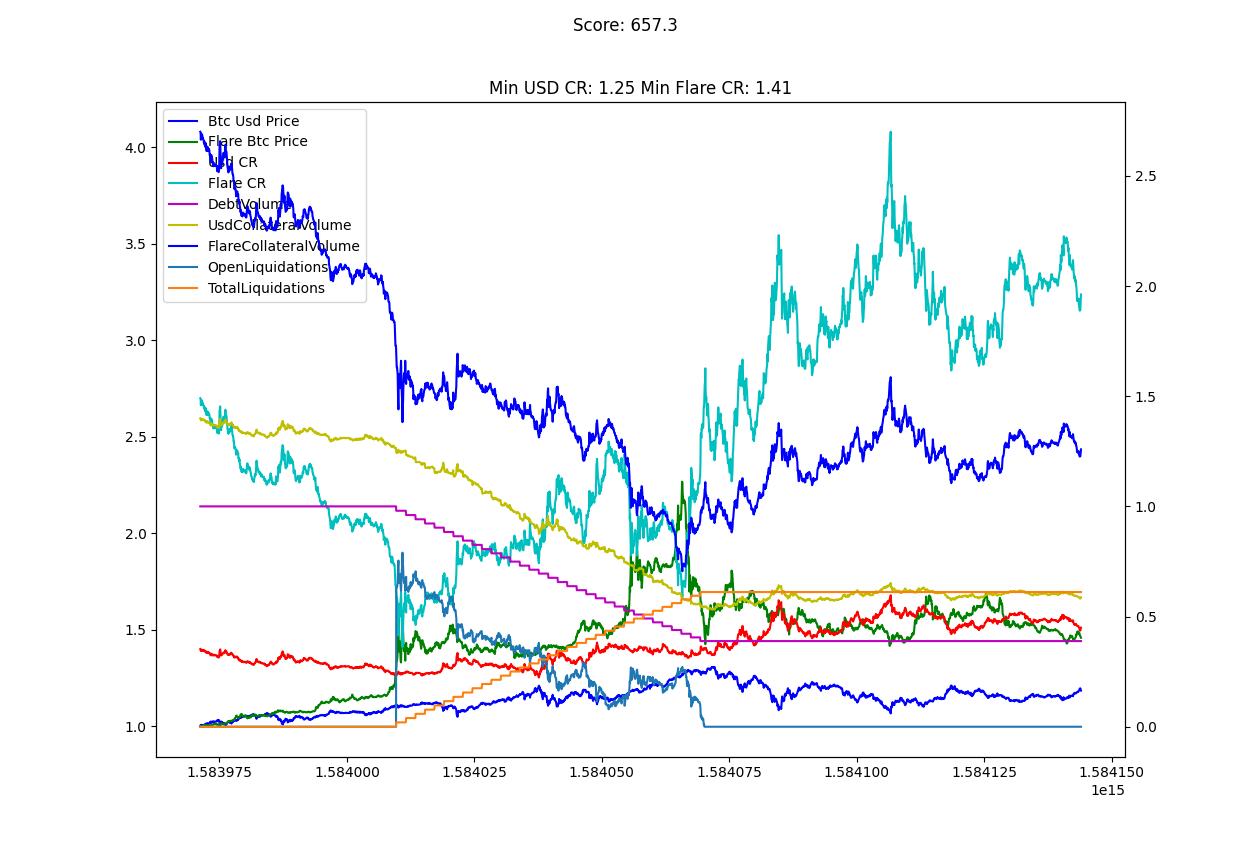 Score: 657.3
Min USD CR: 1.25 Min Flare CR: 1.41
Btc Usd Price
Flare Btc Price
Usd CR
Flare CR
DebtVolume
UsdCollateralVolume
FlareCollateralVolume
OpenLiquidations
TotalLiquidations
4.0
3.5
3.0
2.5
2.0
1.5
1.0
2.5
2.0
1.5
1.0
0.5
0.0
1.583975 1.584000 1.584025 1.584050 1.584075 1.584100 1.584125 1.584150
1e15